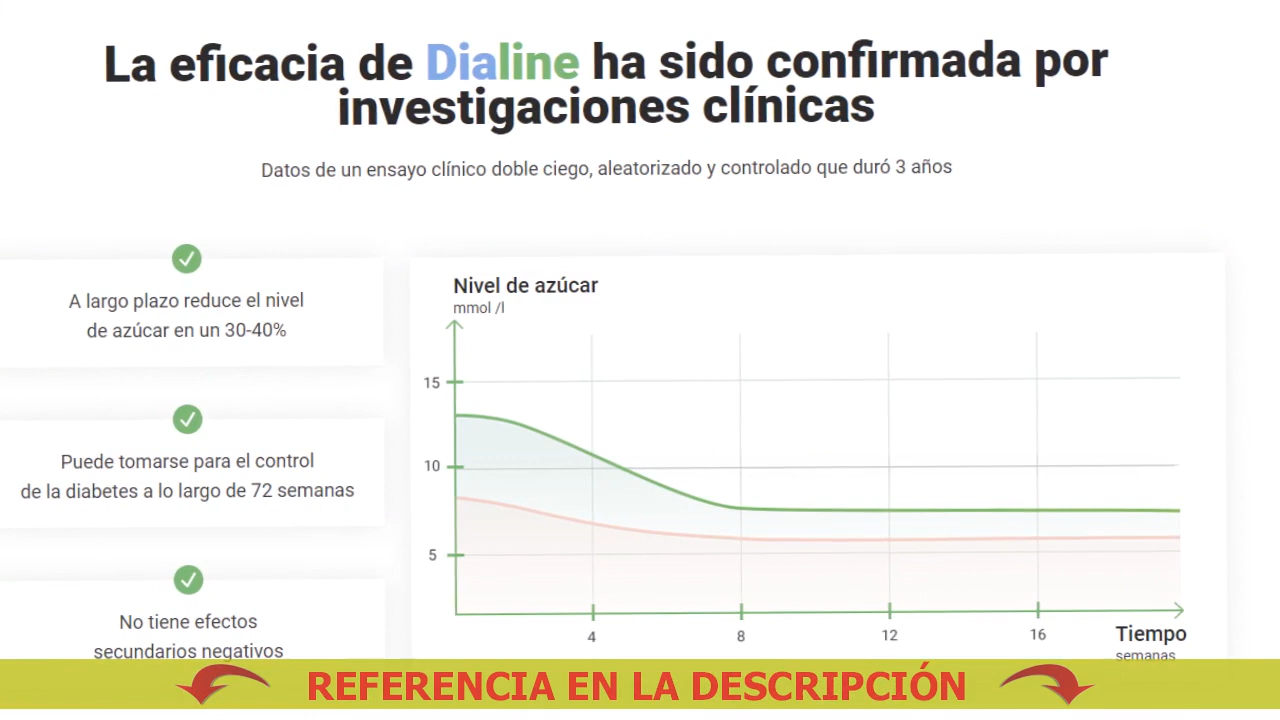 La eficacia de Dialine ha sido confirmada por
investigaciones clínicas
Datos de un ensayo clínico doble ciego, aleatorizado y controlado que duró 3 años
A largo plazo reduce el nivel
de azúcar en un 30-40%
Puede tomarse para el control
de la diabetes a lo largo de 72 semanas
No tiene efectos
secundarios negativos
Nivel de azúcar
mmol /l
15
10
5
4 8 12 16
Tiempo
semanas
REFERENCIA EN LA DESCRIPCIÓN